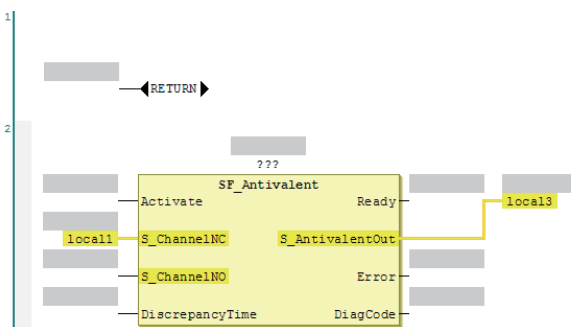 1
RETURN
2
???
SF_Antivalent
Activate Ready local3
local1 S_ChannelNC S_AntivalentOut
S_ChannelNO Error
DiscrepancyTime DiagCode